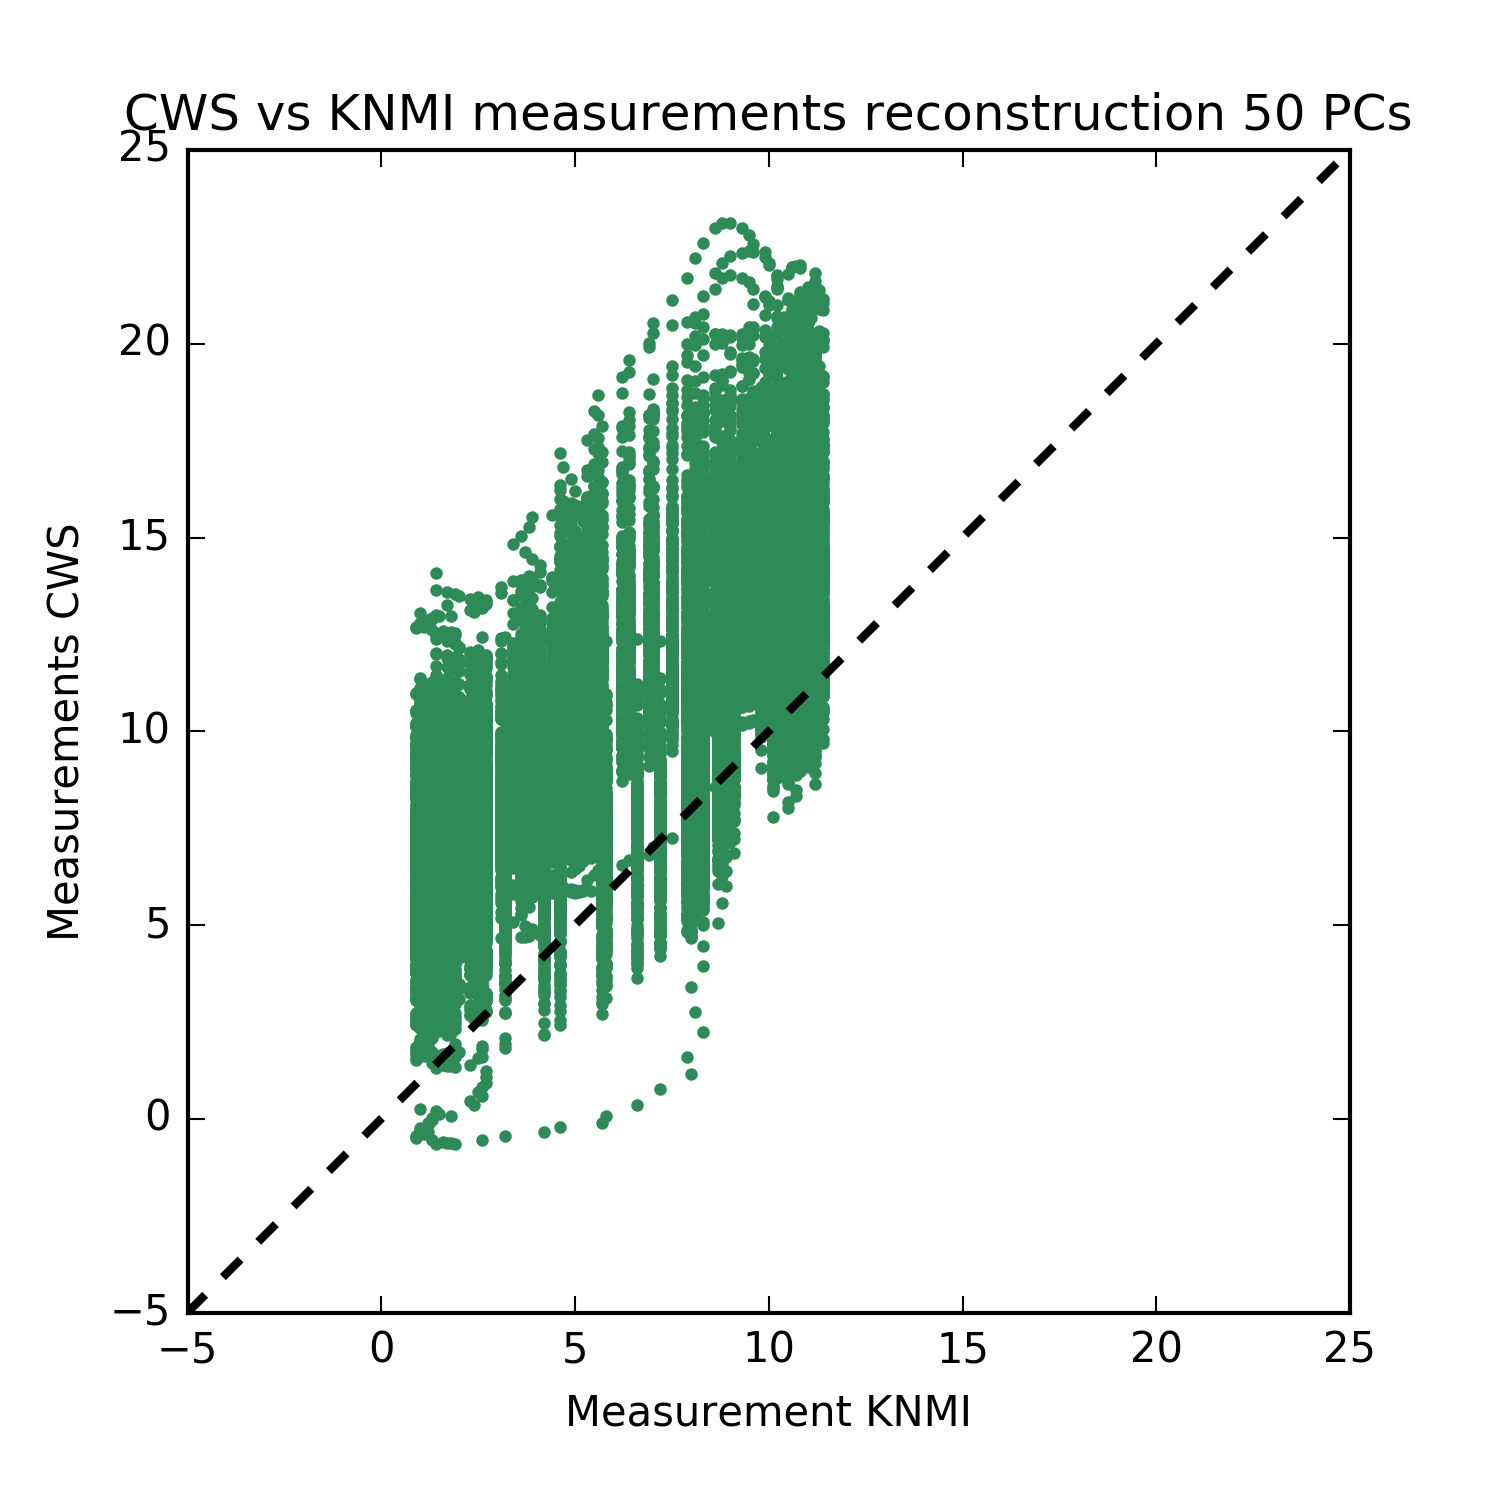 CWS vs KNMI measurements reconstruction 50 PCs
25
20
15
10
5
0
−5
Measurements CWS
−5 0 5 10 15 20 25
Measurement KNMI